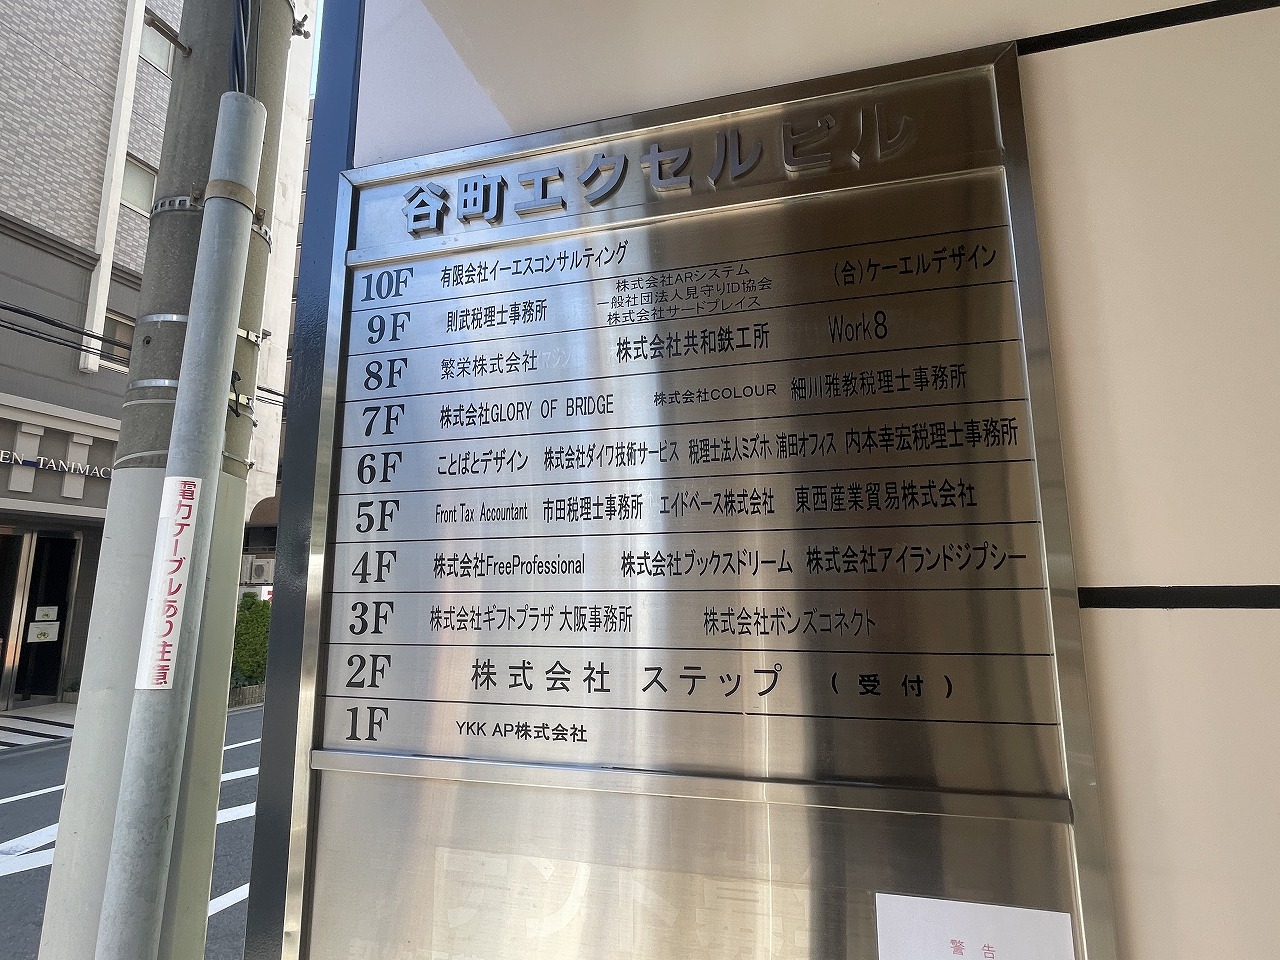 谷町エクセルビル
10F 有限会社イーエスコンサルティング 株式会社ARシステム (合)ケーエルデザイン
9F 則武税理士事務所 一般社団法人見守りID協会
株式会社サードプレイス
8F 繁栄株式会社 株式会社共和鉄工所 Work8
7F 株式会社GLORY OF BRIDGE 株式会社COLOUR 細川雅教税理士事務所
6F ことばとデザイン 株式会社ダイワ技術サービス 税理士法人ミズホ 浦田オフィス 内本幸宏税理士事務所
5F Front Tax Accountant 市田税理士事務所 エイドベース株式会社 東西産業貿易株式会社
4F 株式会社FreeProfessional 株式会社ブックスドリーム 株式会社アイランドジプシー
3F 株式会社ギフトプラザ 大阪事務所 株式会社ボンズコネクト
2F 株式会社 ステップ (受付)
1F YKK AP株式会社
警告
電力ケーブルあり注意
EN TANIMAC